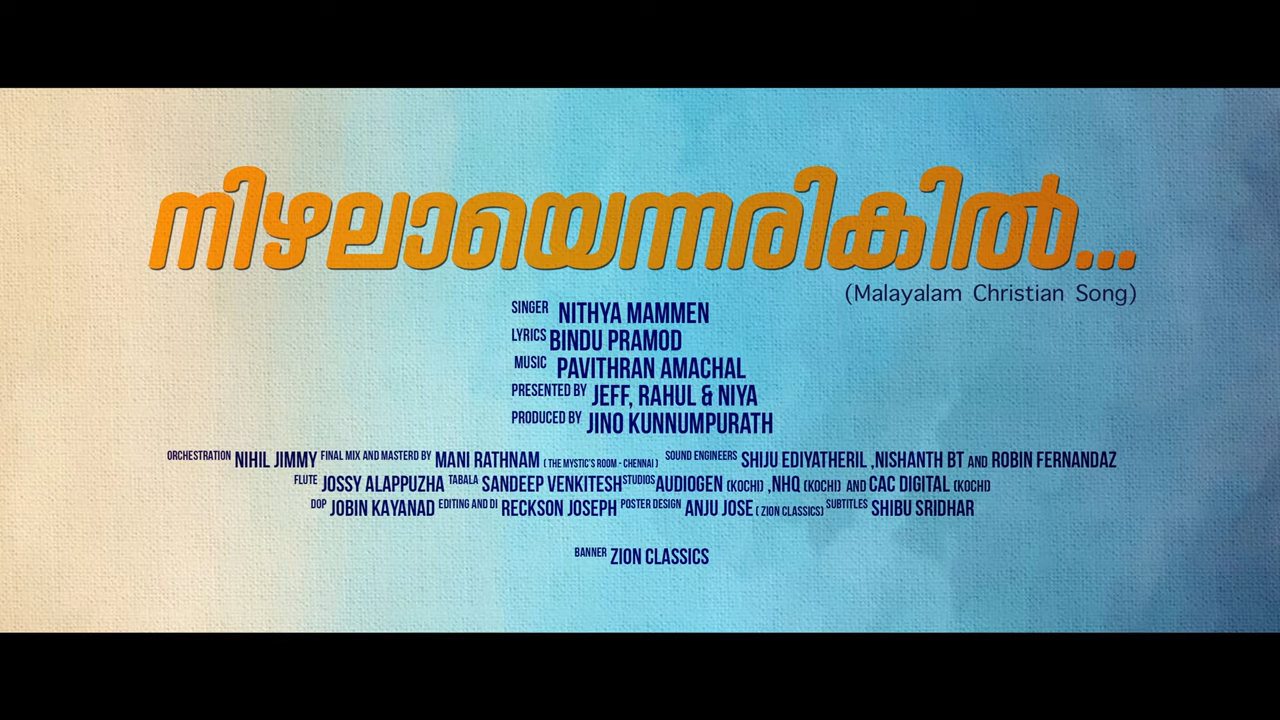 നിഴലായെന്നരികിൽ...
(Malayalam Christian Song)
SINGER NITHYA MAMMEN
LYRICS BINDU PRAMOD
MUSIC PAVITHRAN AMACHAL
PRESENTED BY JEFF, RAHUL & NIYA
PRODUCED BY JINO KUNNUMPURATH
ORCHESTRATION NIHIL JIMMY FINAL MIX AND MASTERD BY MANI RATHNAM ( THE MYSTIC'S ROOM - CHENNAI ) SOUND ENGINEERS SHIJU EDIYATHERIL ,NISHANTH BT AND ROBIN FERNANDAZ
FLUTE JOSSY ALAPPUZHA TABALA SANDEEP VENKITESH STUDIOS AUDIOGEN (KOCHI) ,NHQ (KOCHI) AND CAC DIGITAL (KOCHI)
DOP JOBIN KAYANAD EDITING AND DI RECKSON JOSEPH POSTER DESIGN ANJU JOSE ( ZION CLASSICS) SUBTITLES SHIBU SRIDHAR
BANNER ZION CLASSICS